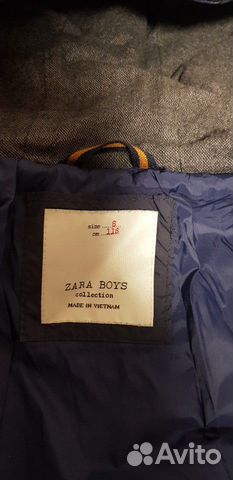 size 6
cm 116
ZARA BOYS
collection
MADE IN VIETNAM
Avito